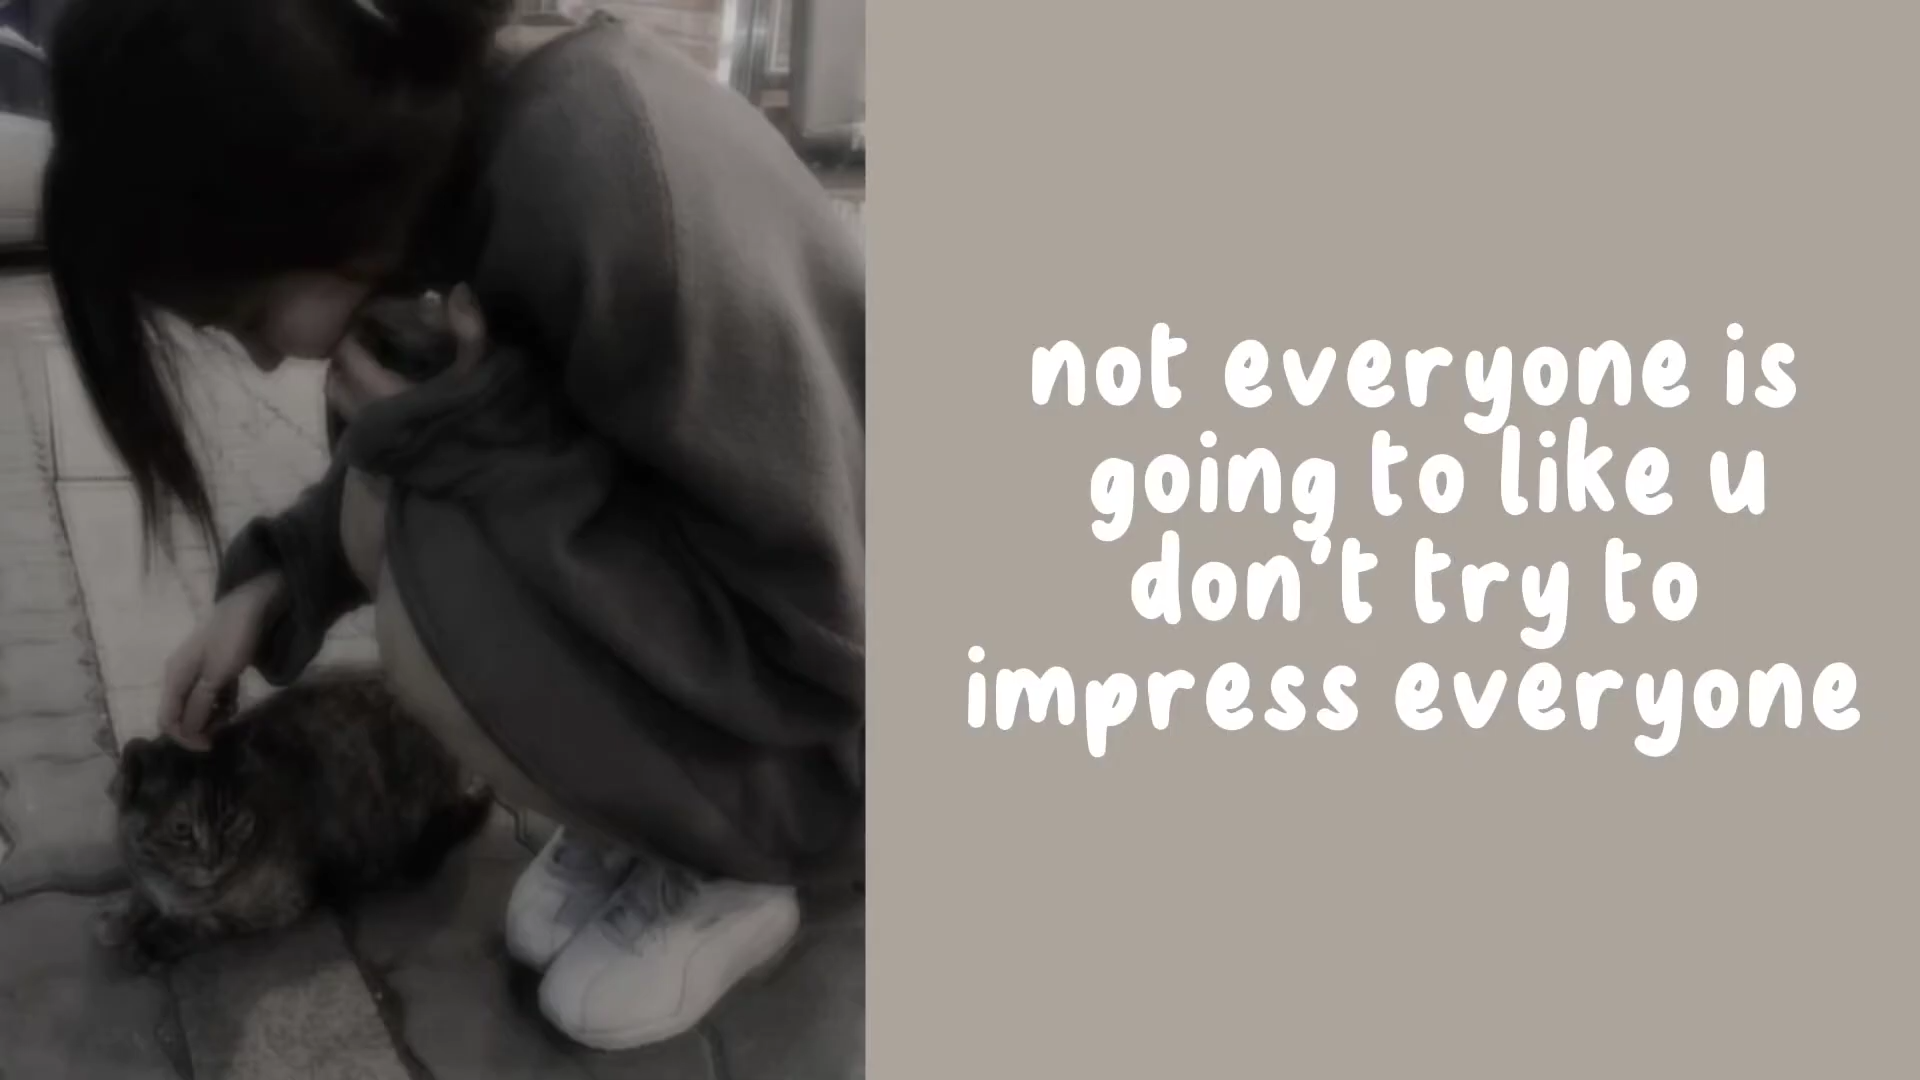 not everyone is
going to like u
don't try to
impress everyone